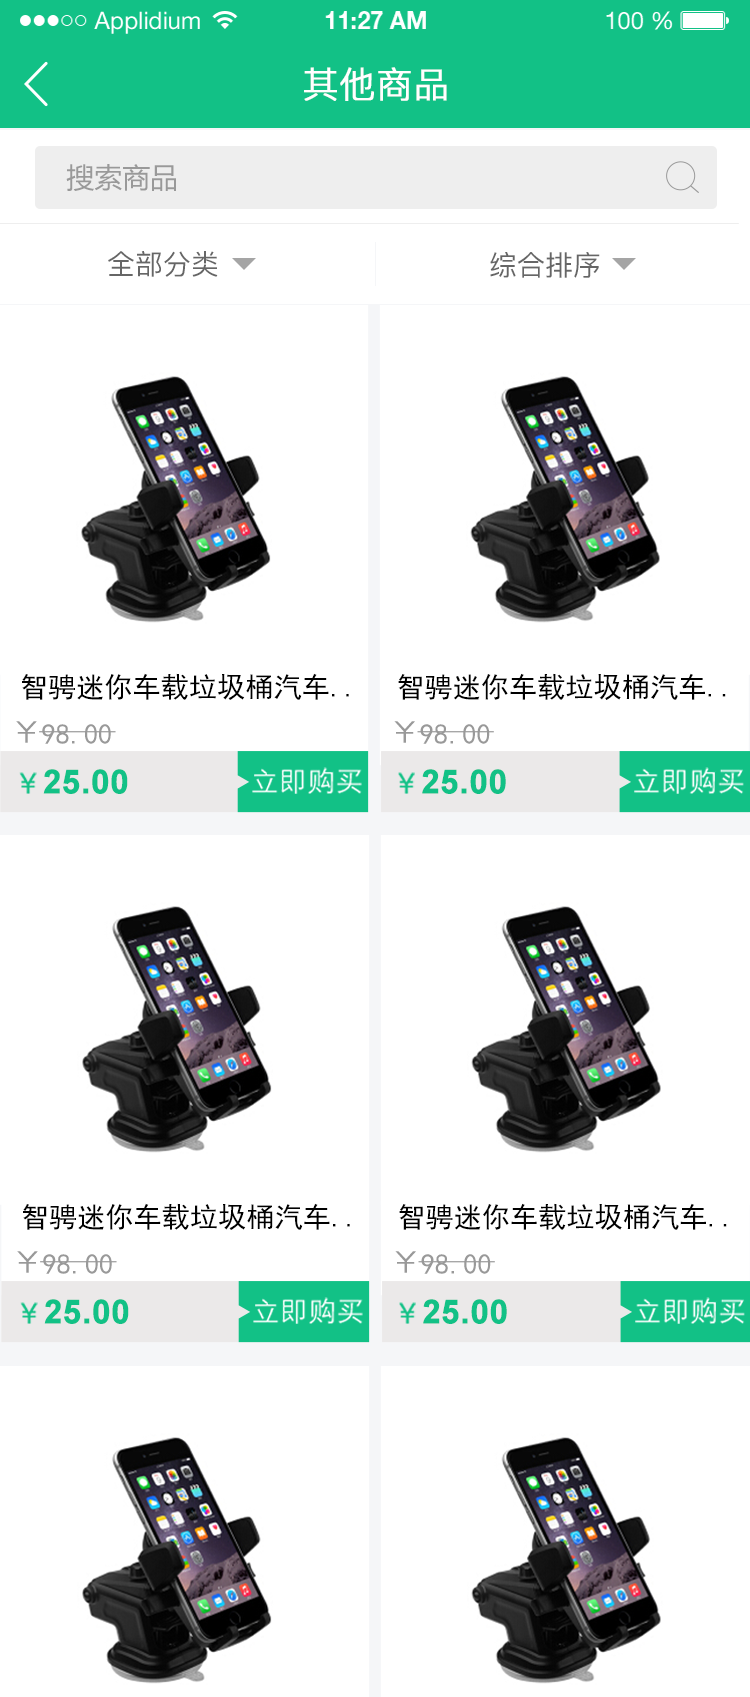 Applidium 11:27 AM 100 %
其他商品
搜索商品
全部分类 综合排序
智骋迷你车载垃圾桶汽车. . 智骋迷你车载垃圾桶汽车. .
￥98.00 ￥98.00
￥25.00 立即购买 ￥25.00 立即购买
智骋迷你车载垃圾桶汽车. . 智骋迷你车载垃圾桶汽车. .
￥98.00 ￥98.00
￥25.00 立即购买 ￥25.00 立即购买